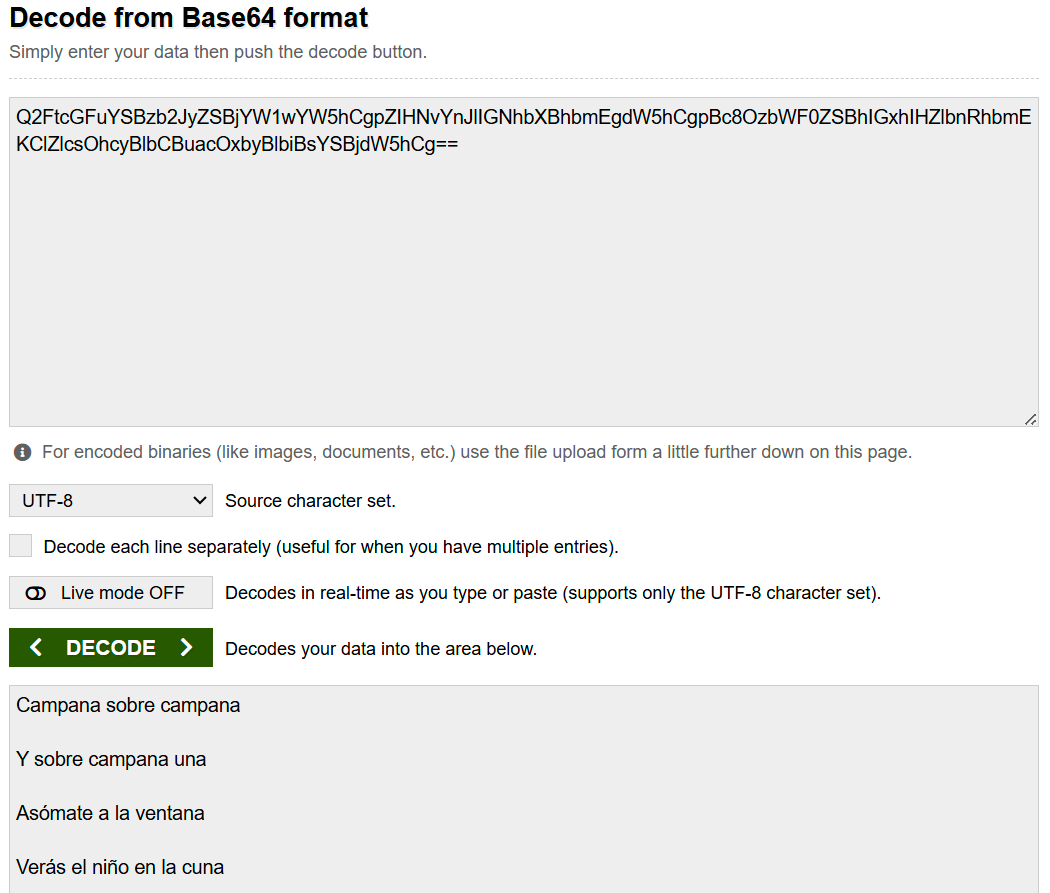 Decode from Base64 format
Simply enter your data then push the decode button.
Q2FtcGFuYSBzb2JyZSBjYW1wYW5hCgpZIHNvYnJlIGNhbXBhbmEgdW5hCgpBc8OzbWF0ZSBhIGxhIHZlbnRhbmE
KClZlcsOhcyBlbCBuacOxbyBlbiBsYSBjdW5hCg==
For encoded binaries (like images, documents, etc.) use the file upload form a little further down on this page.
UTF-8 Source character set.
Decode each line separately (useful for when you have multiple entries).
Live mode OFF Decodes in real-time as you type or paste (supports only the UTF-8 character set).
DECODE Decodes your data into the area below.
Campana sobre campana
Y sobre campana una
Asómate a la ventana
Verás el niño en la cuna